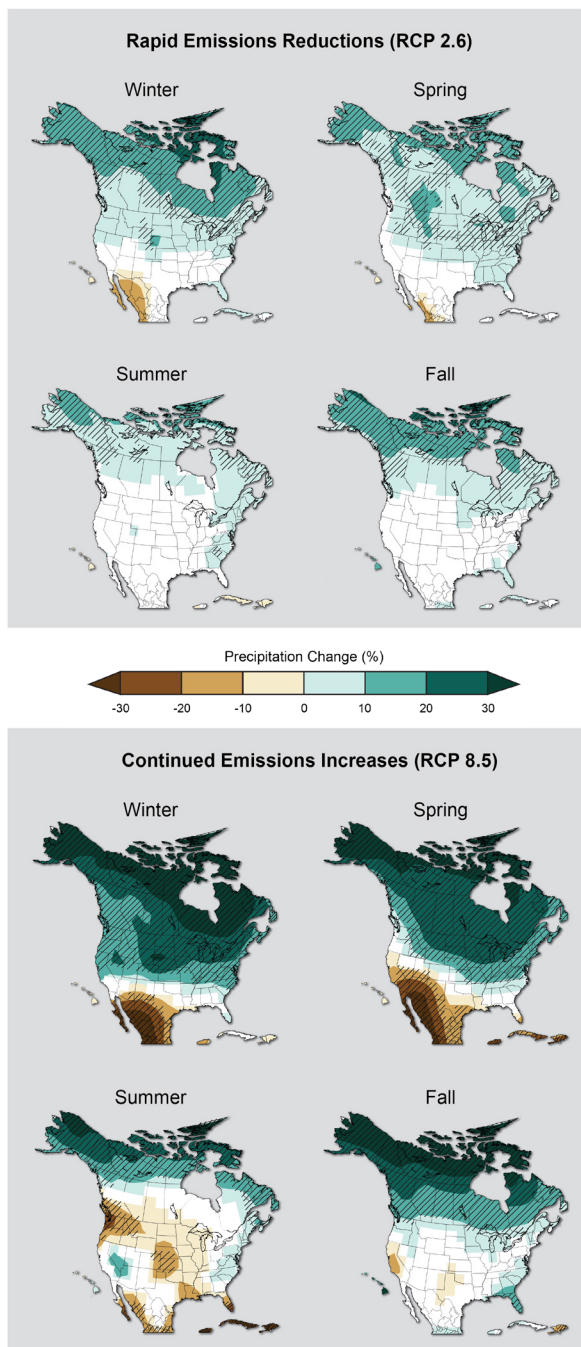 Rapid Emissions Reductions (RCP 2.6)
Winter
Spring
Summer
Fall
Precipitation Change (%)
-30 -20 -10 0 10 20 30
Continued Emissions Increases (RCP 8.5)
Winter
Spring
Summer
Fall